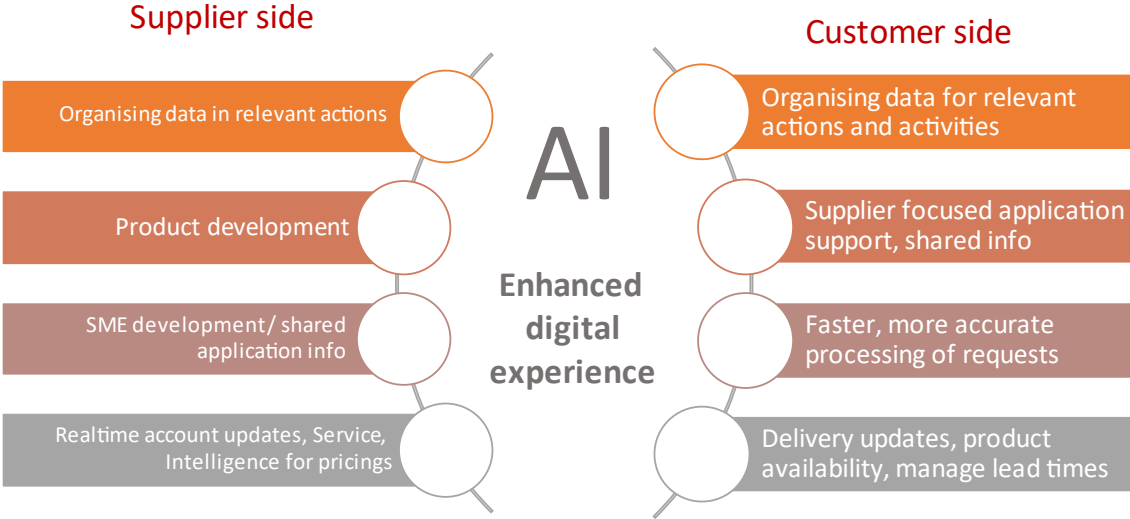 Supplier side
Organising data in relevant actions
Product development
SME development/ shared
application info
Realtime account updates, Service,
Intelligence for pricings
AI
Enhanced
digital
experience
Customer side
Organising data for relevant
actions and activities
Supplier focused application
support, shared info
Faster, more accurate
processing of requests
Delivery updates, product
availability, manage lead times